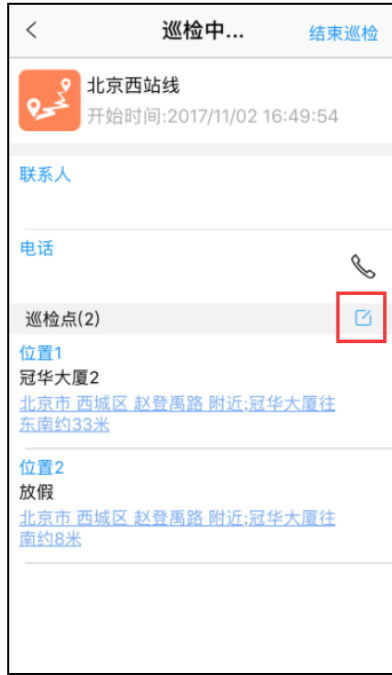 巡检中...
结束巡检
北京西站线
开始时间:2017/11/02 16:49:54
联系人
电话
巡检点(2)
位置1
冠华大厦2
北京市 西城区 赵登禹路 附近;冠华大厦往
东南约33米
位置2
放假
北京市 西城区 赵登禹路 附近;冠华大厦往
南约8米